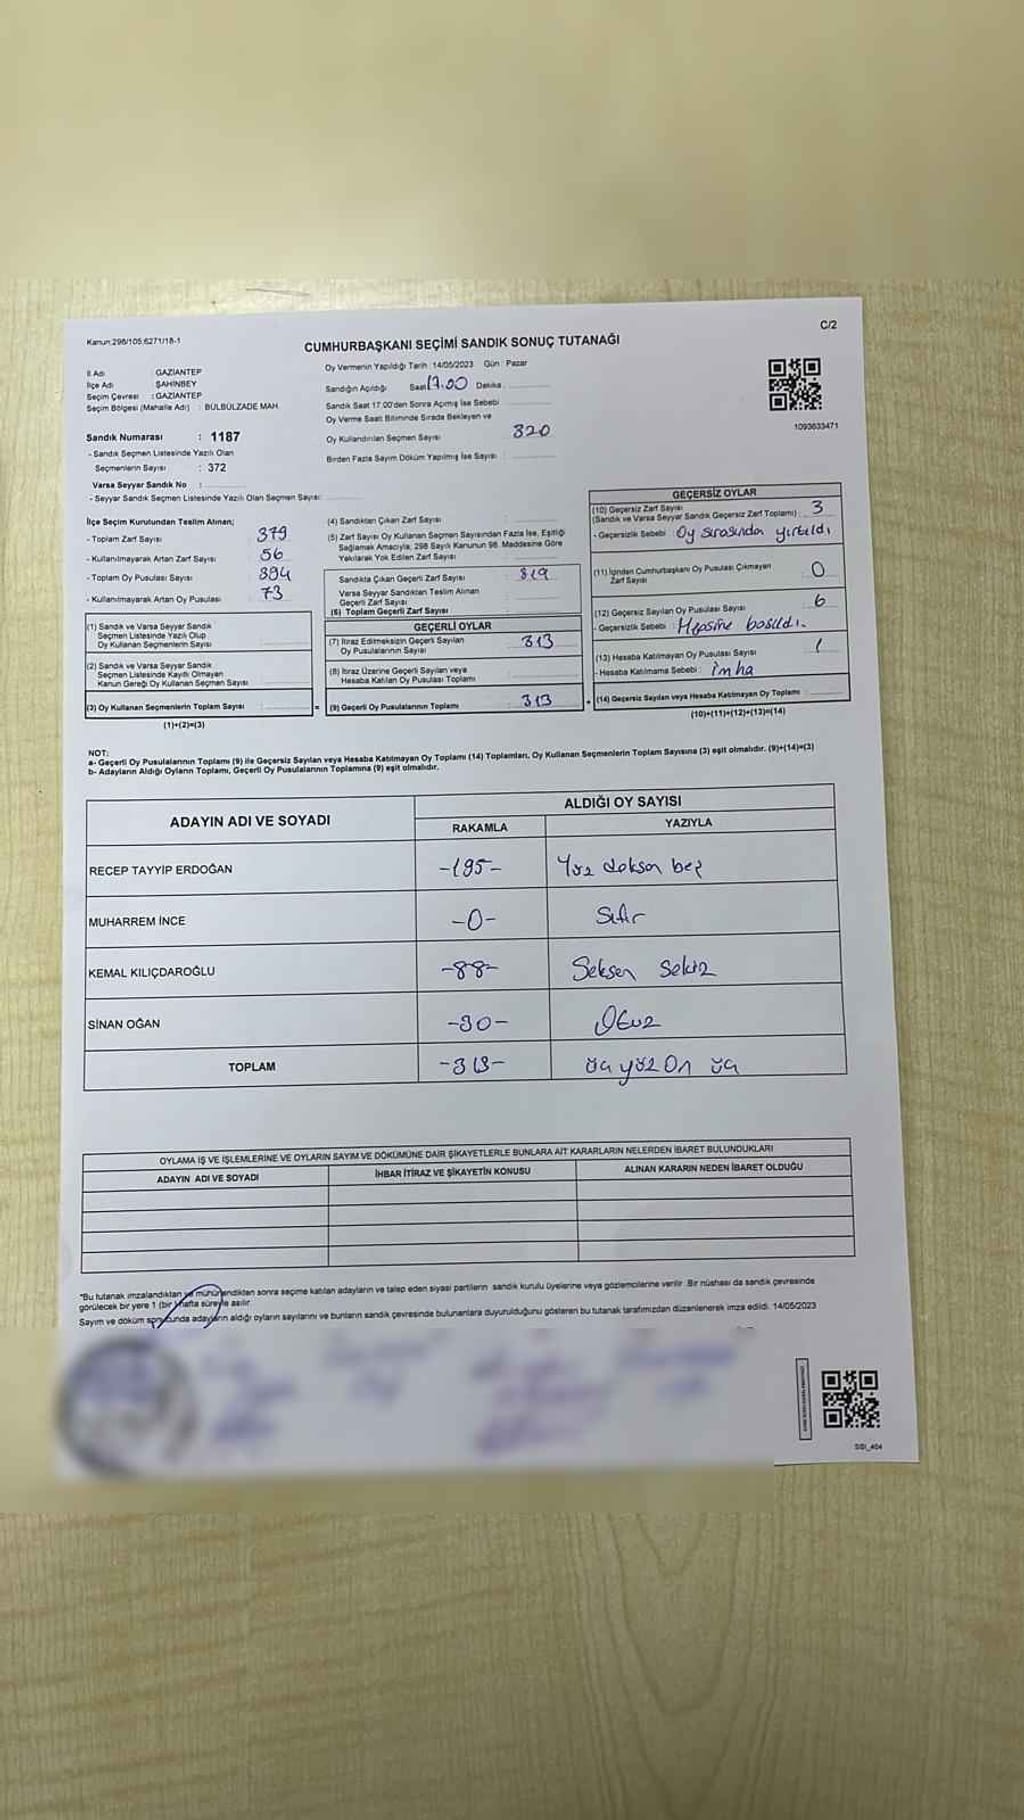 Kanun:298/105,6271/18-1
C/2
CUMHURBAŞKANI SEÇİMİ SANDIK SONUÇ TUTANAĞI
İl Adı GAZİANTEP
İlçe Adı ŞAHİNBEY
Seçim Çevresi : GAZİANTEP
Seçim Bölgesi (Mahalle Adı) : BÜLBÜLZADE MAH.
Sandık Numarası : 1187
- Sandık Seçmen Listesinde Yazılı Olan
Seçmenlerin Sayısı : 372
Varsa Seyyar Sandık No :
- Seyyar Sandık Seçmen Listesinde Yazılı Olan Seçmen Sayısı:
Oy Vermenin Yapıldığı Tarih : 14/05/2023 Gün : Pazar
Sandığın Açıldığı Saat 17.00 Dakika
Sandık Saat 17:00'den Sonra Açımış İse Sebebi
Oy Verme Saati Bitiminde Sırada Bekleyen ve
Oy Kullandırılan Seçmen Sayısı 320
Birden Fazla Sayım Döküm Yapılmış İse Sayısı :
1093633471
İlçe Seçim Kurulundan Teslim Alınan;
- Toplam Zarf Sayısı 379
- Kullanılmayarak Artan Zarf Sayısı 56
- Toplam Oy Pusulası Sayısı 394
- Kullanılmayarak Artan Oy Pusulası 73
(1) Sandık ve Varsa Seyyar Sandık
Seçmen Listesinde Yazılı Olup
Oy Kullanan Seçmenlerin Sayısı
(2) Sandık ve Varsa Seyyar Sandık
Seçmen Listesinde Kayıtlı Olmayan
Kanun Gereği Oy Kullanan Seçmen Sayısı
(3) Oy Kullanan Seçmenlerin Toplam Sayısı =
(1)+(2)=(3)
(4) Sandıktan Çıkan Zarf Sayısı
(5) Zarf Sayısı Oy Kullanan Seçmen Sayısından Fazla İse, Eşitliği
Sağlamak Amacıyla; 298 Sayılı Kanunun 98. Maddesine Göre
Yakılarak Yok Edilen Zarf Sayısı
Sandıkta Çıkan Geçerli Zarf Sayısı 319
Varsa Seyyar Sandıktan Teslim Alınan
Geçerli Zarf Sayısı
(6) Toplam Geçerli Zarf Sayısı
GEÇERLİ OYLAR
(7) İtiraz Edilmeksizin Geçerli Sayılan
Oy Pusulalarının Sayısı 313
(8) İtiraz Üzerine Geçerli Sayılan veya
Hesaba Katılan Oy Pusulası Toplamı
(9) Geçerli Oy Pusulalarının Toplamı 313 +
GEÇERSİZ OYLAR
(10) Geçersiz Zarf Sayısı
(Sandık ve Varsa Seyyar Sandık Geçersiz Zarf Toplamı) : 3
- Geçersizlik Sebebi Oy sırasında yırtıldı
(11) İçinden Cumhurbaşkanı Oy Pusulası Çıkmayan
Zarf Sayısı 0
(12) Geçersiz Sayılan Oy Pusulası Sayısı 6
- Geçersizlik Sebebi : Hepsine basıldı.
(13) Hesaba Katılmayan Oy Pusulası Sayısı 1
- Hesaba Katılmama Sebebi : imha
(14) Geçersiz Sayılan veya Hesaba Katılmayan Oy Toplamı
(10)+(11)+(12)+(13)=(14)
NOT:
a- Geçerli Oy Pusulalarının Toplamı (9) ile Geçersiz Sayılan veya Hesaba Katılmayan Oy Toplamı (14) Toplamları, Oy Kullanan Seçmenlerin Toplam Sayısına (3) eşit olmalıdır. (9)+(14)=(3)
b- Adayların Aldığı Oyların Toplamı, Geçerli Oy Pusulalarının Toplamına (9) eşit olmalıdır.
ADAYIN ADI VE SOYADI
ALDIĞI OY SAYISI
RAKAMLA YAZIYLA
RECEP TAYYİP ERDOĞAN -195- Yüz doksan beş
MUHARREM İNCE -0- Sıfır
KEMAL KILIÇDAROĞLU -88- Seksen Sekiz
SİNAN OĞAN -30- Otuz
TOPLAM -313- üç yüz On üç
OYLAMA İŞ VE İŞLEMLERİNE VE OYLARIN SAYIM VE DÖKÜMÜNE DAİR ŞİKAYETLERLE BUNLARA AİT KARARLARIN NELERDEN İBARET BULUNDUKLARI
ADAYIN ADI VE SOYADI İHBAR İTİRAZ VE ŞİKAYETİN KONUSU ALINAN KARARIN NEDEN İBARET OLDUĞU
*Bu tutanak imzalandıktan ve mühürlendikten sonra seçime katılan adayların ve talep eden siyasi partilerin sandık kurulu üyelerine veya gözlemcilerine verilir. Bir nüshası da sandık çevresinde
görülecek bir yere 1 (bir) hafta süreyle asılır.
Sayım ve döküm sonucunda adayların aldığı oyların sayılarını ve bunların sandık çevresinde bulunanlara duyurulduğunu gösteren bu tutanak tarafımızdan düzenlenerek imza edildi. 14/05/2023